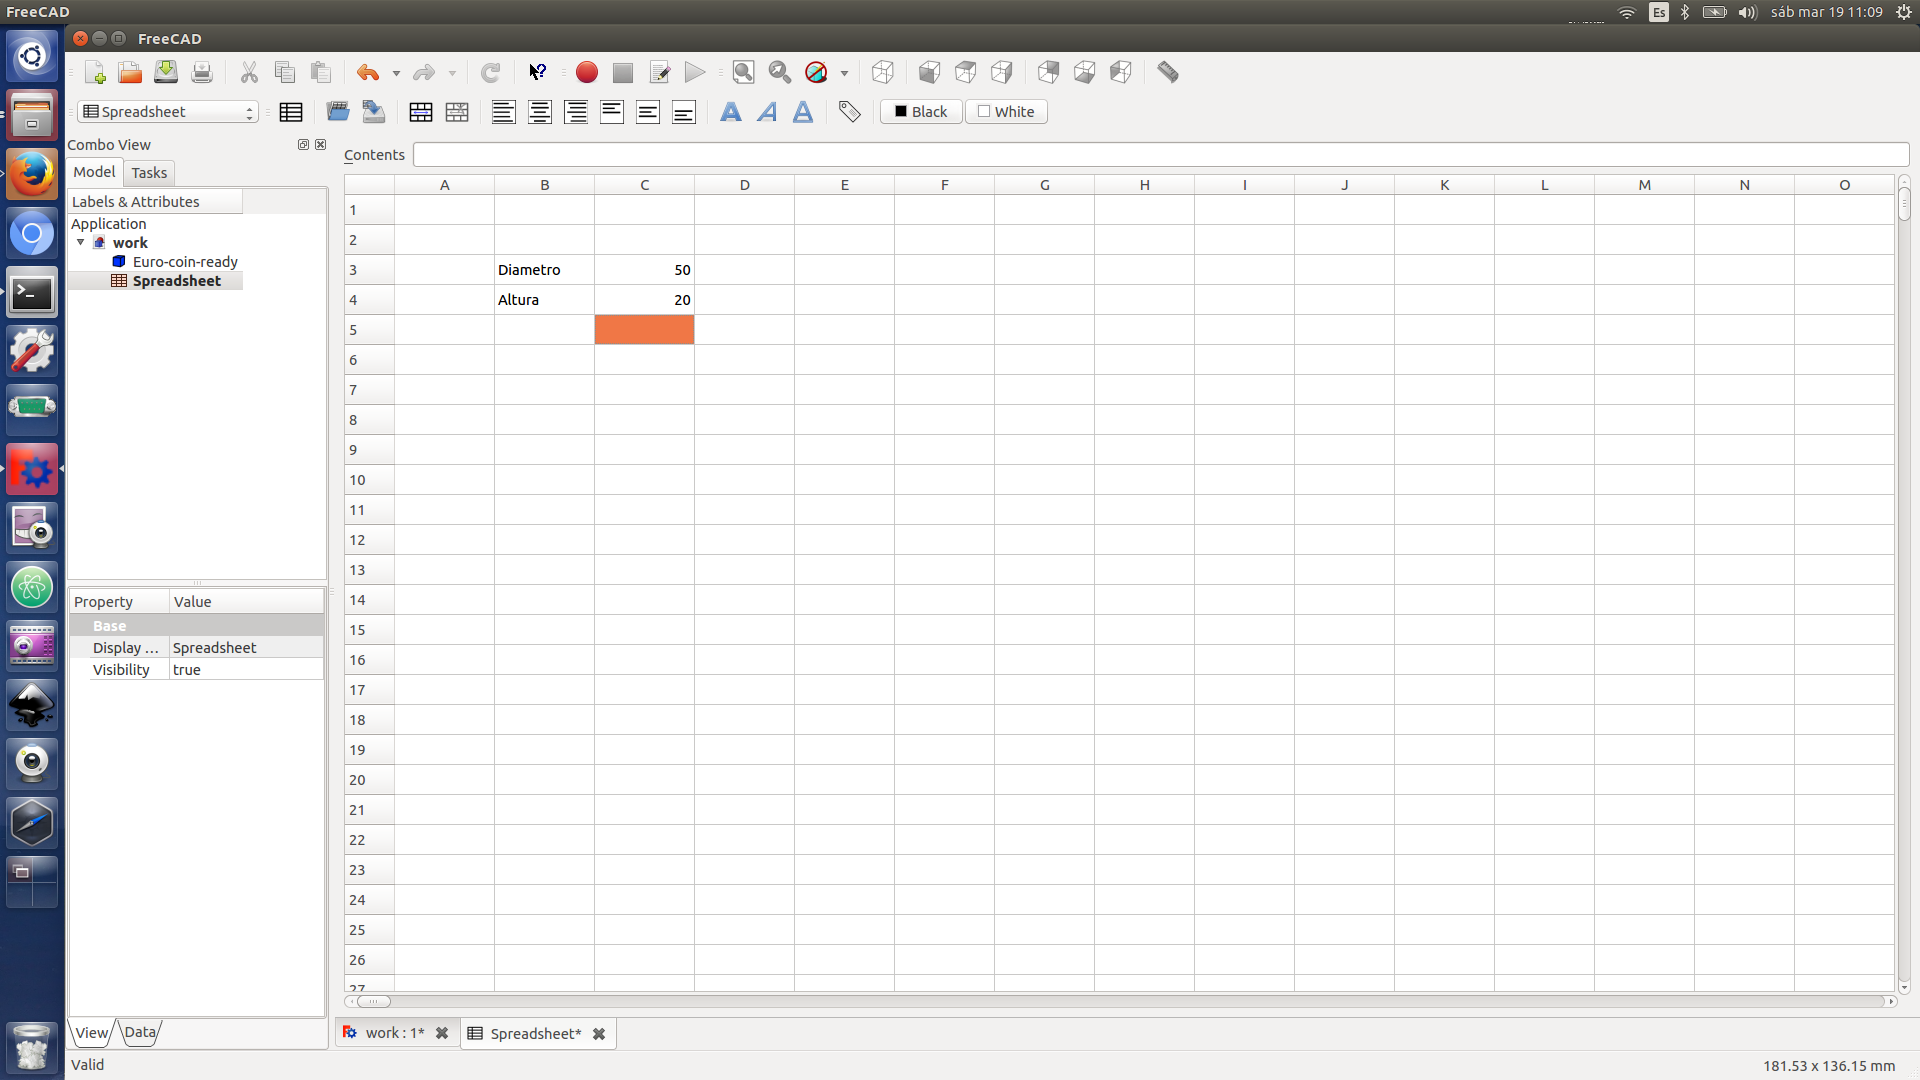 FreeCAD
Es
sáb mar 19 11:09
FreeCAD
Spreadsheet
Black
White
Combo View
Model
Tasks
Labels & Attributes
Application
work
Euro-coin-ready
Spreadsheet
Contents
A B C D E F G H I J K L M N O
1
2
3 Diametro 50
4 Altura 20
5
6
7
8
9
10
11
12
13
14
15
16
17
18
19
20
21
22
23
24
25
26
27
Property Value
Base
Display ... Spreadsheet
Visibility true
View
Data
work : 1*
Spreadsheet*
Valid
181.53 x 136.15 mm